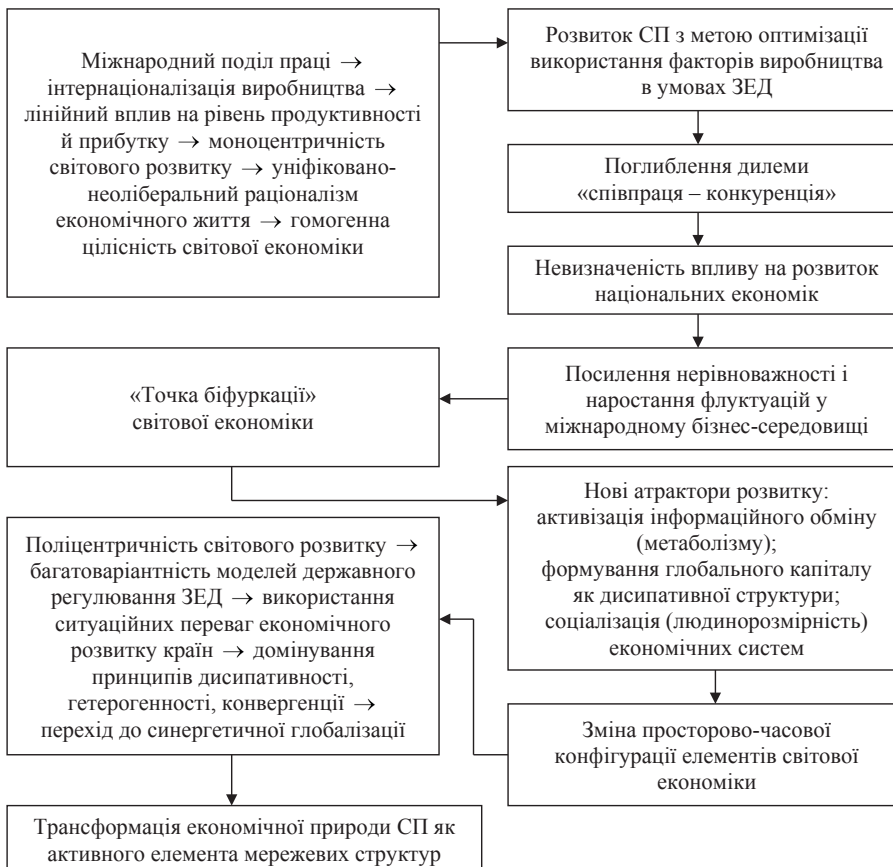 Міжнародний поділ праці →
інтернаціоналізація виробництва →
лінійний вплив на рівень продуктивності
й прибутку → моноцентричність
світового розвитку → уніфіковано-
неоліберальний раціоналізм
економічного життя → гомогенна
цілісність світової економіки
Розвиток СП з метою оптимізації
використання факторів виробництва
в умовах ЗЕД
Поглиблення дилеми
«співпраця – конкуренція»
Невизначеність впливу на розвиток
національних економік
Посилення нерівноважності і
наростання флуктуацій у
міжнародному бізнес-середовищі
«Точка біфуркації»
світової економіки
Нові атрактори розвитку:
активізація інформаційного обміну
(метаболізму);
формування глобального капіталу
як дисипативної структури;
соціалізація (людинорозмірність)
економічних систем
Зміна просторово-часової
конфігурації елементів світової
економіки
Поліцентричність світового розвитку →
багатоваріантність моделей державного
регулювання ЗЕД → використання
ситуаційних переваг економічного
розвитку країн → домінування
принципів дисипативності,
гетерогенності, конвергенції →
перехід до синергетичної глобалізації
Трансформація економічної природи СП як
активного елемента мережевих структур